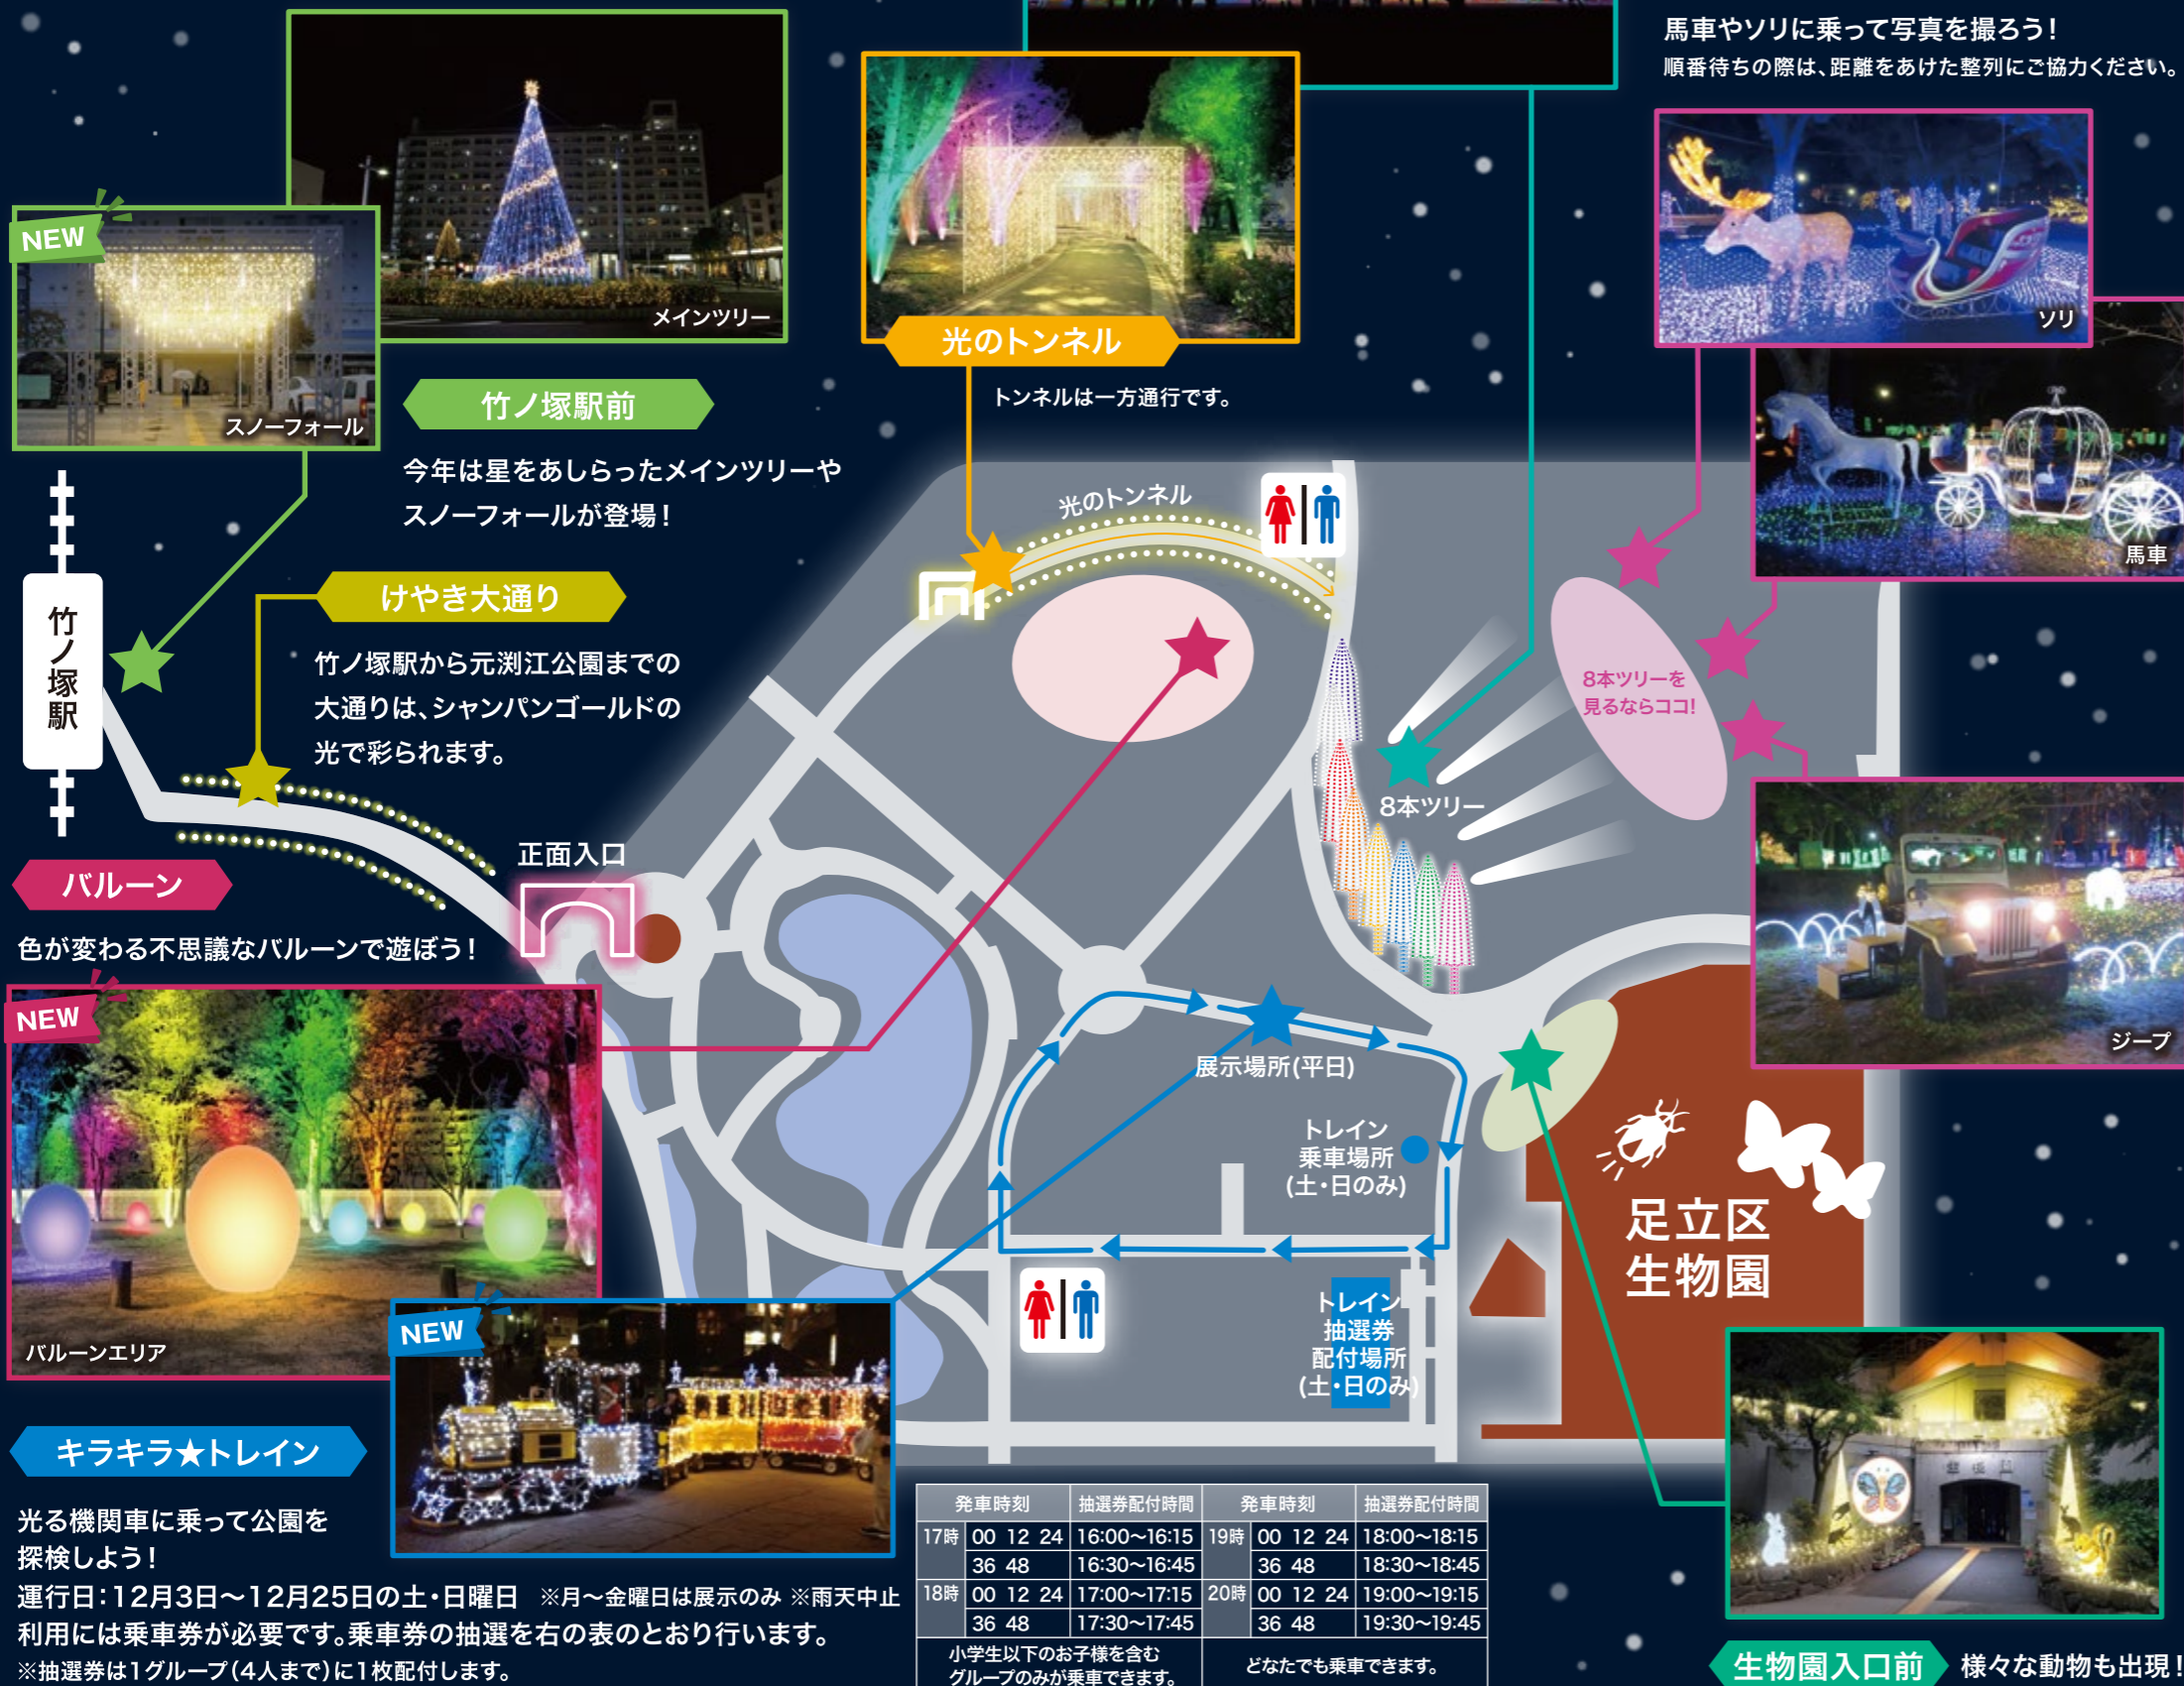 馬車やソリに乗って写真を撮ろう！
順番待ちの際は、距離をあけた整列にご協力ください。
NEW
スノーフォール
メインツリー
竹ノ塚駅前
今年は星をあしらったメインツリーや
スノーフォールが登場！
光のトンネル
トンネルは一方通行です。
ソリ
馬車
ジープ
竹ノ塚駅
けやき大通り
竹ノ塚駅から元渕江公園までの
大通りは、シャンパンゴールドの
光で彩られます。
光のトンネル
8本ツリーを
見るならココ！
8本ツリー
正面入口
バルーン
色が変わる不思議なバルーンで遊ぼう！
NEW
バルーンエリア
展示場所(平日)
トレイン
乗車場所
(土・日のみ)
トレイン
抽選券
配付場所
(土・日のみ)
足立区
生物園
NEW
キラキラ★トレイン
光る機関車に乗って公園を
探検しよう！
運行日：12月3日～12月25日の土・日曜日 ※月～金曜日は展示のみ ※雨天中止
利用には乗車券が必要です。乗車券の抽選を右の表のとおり行います。
※抽選券は1グループ（4人まで）に1枚配付します。
発車時刻 抽選券配付時間 発車時刻 抽選券配付時間
17時 00 12 24 16:00～16:15 19時 00 12 24 18:00～18:15
36 48 16:30～16:45 36 48 18:30～18:45
18時 00 12 24 17:00～17:15 20時 00 12 24 19:00～19:15
36 48 17:30～17:45 36 48 19:30～19:45
小学生以下のお子様を含む
グループのみが乗車できます。
どなたでも乗車できます。
生物園入口前 様々な動物も出現！